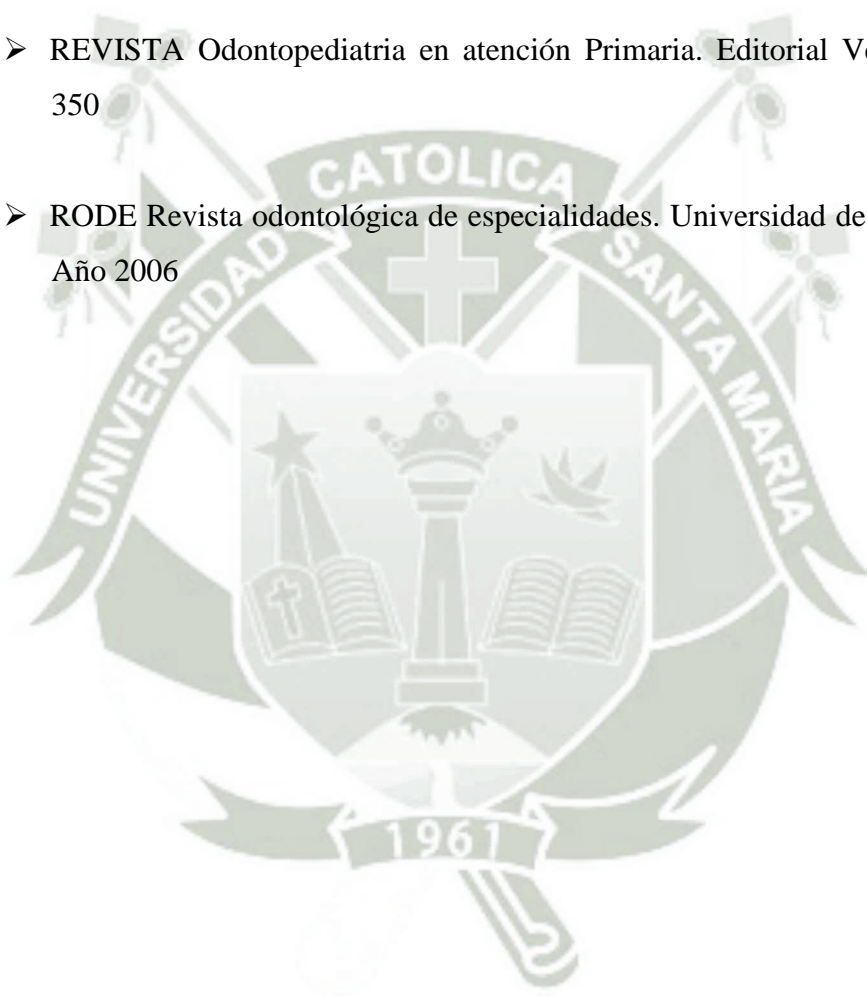 ➢ REVISTA Odontopediatria en atención Primaria. Editorial
350
➢ RODE Revista odontológica de especialidades. Universidad de
Año 2006
UNIVERSIDAD CATOLICA SANTA MARIA
1961